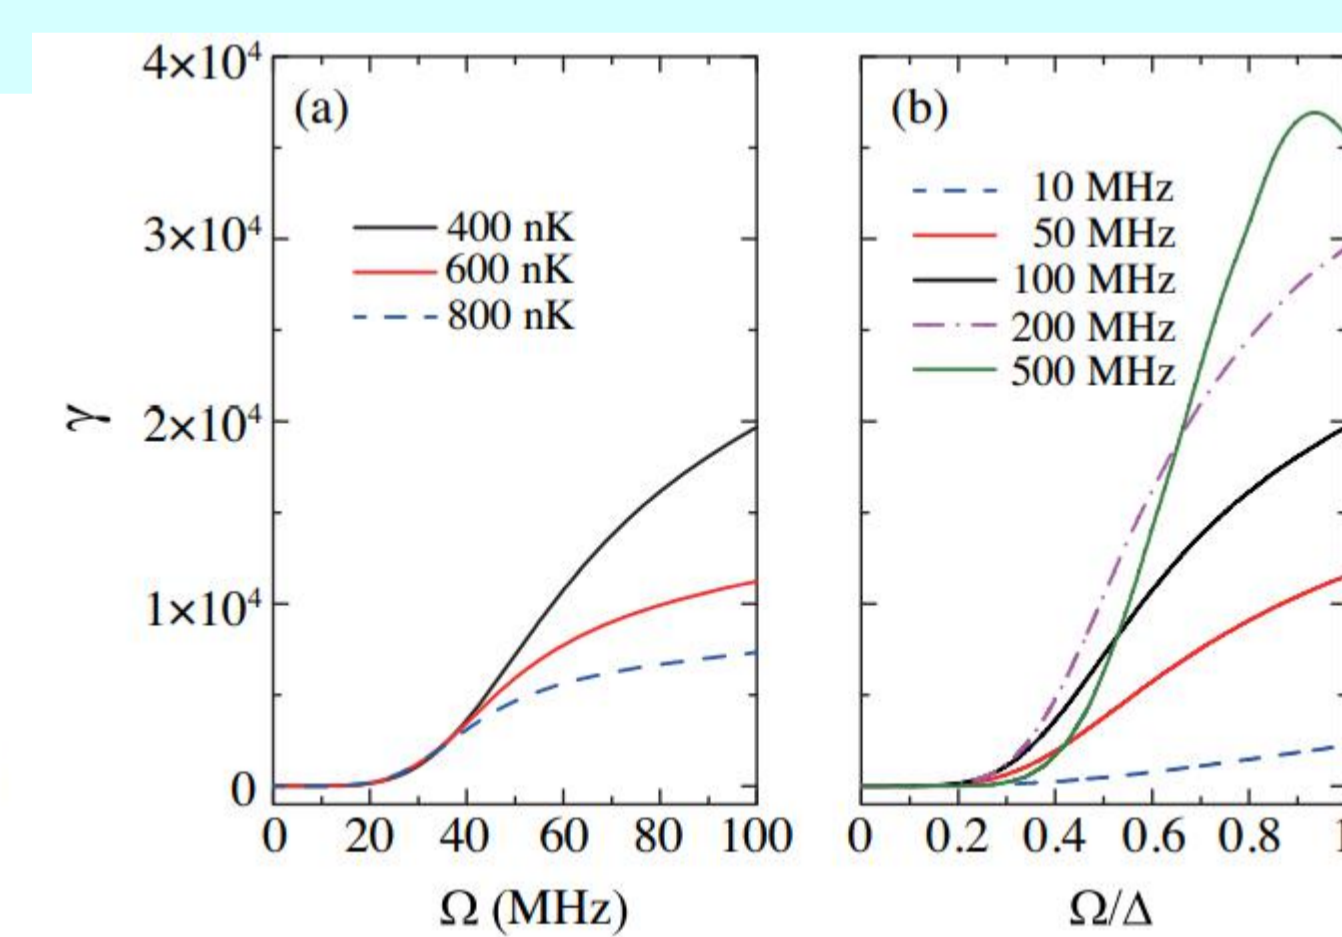 4×10⁴
3×10⁴
2×10⁴
1×10⁴
0
γ
(a)
400 nK
600 nK
800 nK
0 20 40 60 80 100
Ω (MHz)
(b)
10 MHz
50 MHz
100 MHz
200 MHz
500 MHz
0 0.2 0.4 0.6 0.8
Ω/Δ